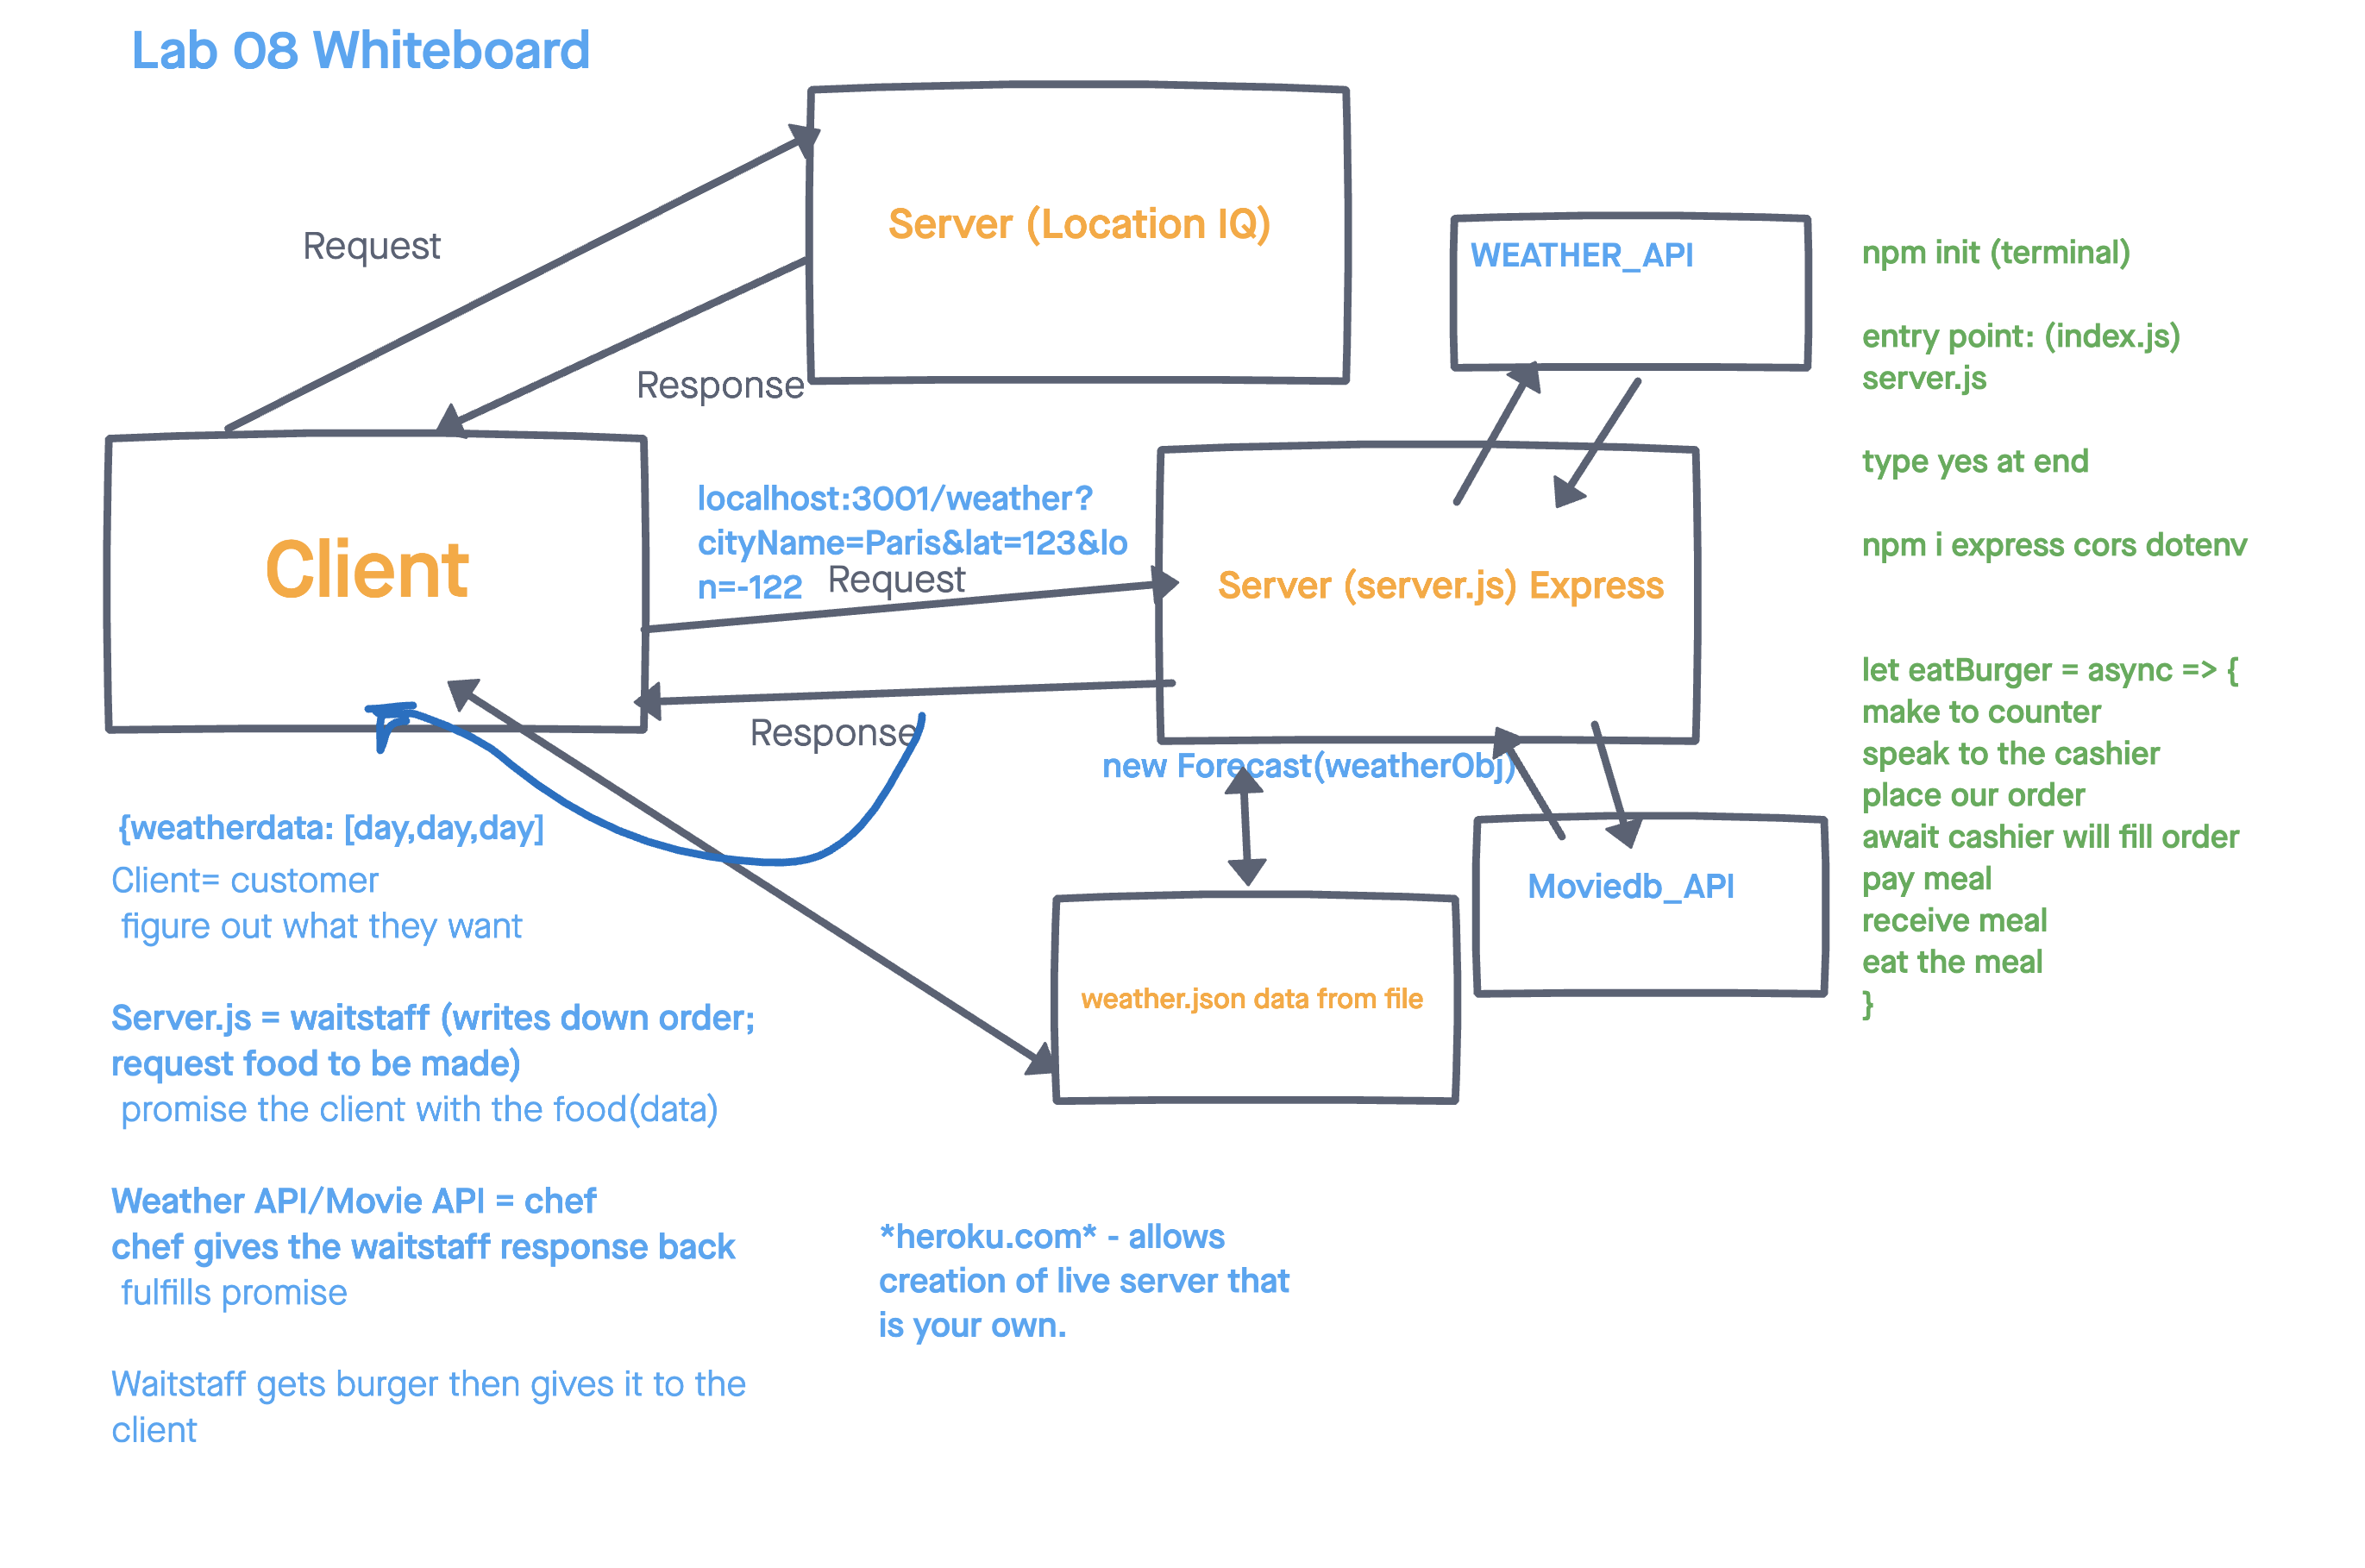 Lab 08 Whiteboard
Server (Location IQ)
Request
Response
WEATHER_API
Client
localhost:3001/weather?
cityName=Paris&lat=123&lo
n=-122
Request
Server (server.js) Express
Response
new Forecast(weatherObj)
Moviedb_API
weather.json data from file
{weatherdata: [day,day,day]
Client= customer
figure out what they want
Server.js = waitstaff (writes down order;
request food to be made)
promise the client with the food(data)
Weather API/Movie API = chef
chef gives the waitstaff response back
fulfills promise
Waitstaff gets burger then gives it to the
client
*heroku.com* - allows
creation of live server that
is your own.
npm init (terminal)
entry point: (index.js)
server.js
type yes at end
npm i express cors dotenv
let eatBurger = async => {
make to counter
speak to the cashier
place our order
await cashier will fill order
pay meal
receive meal
eat the meal
}